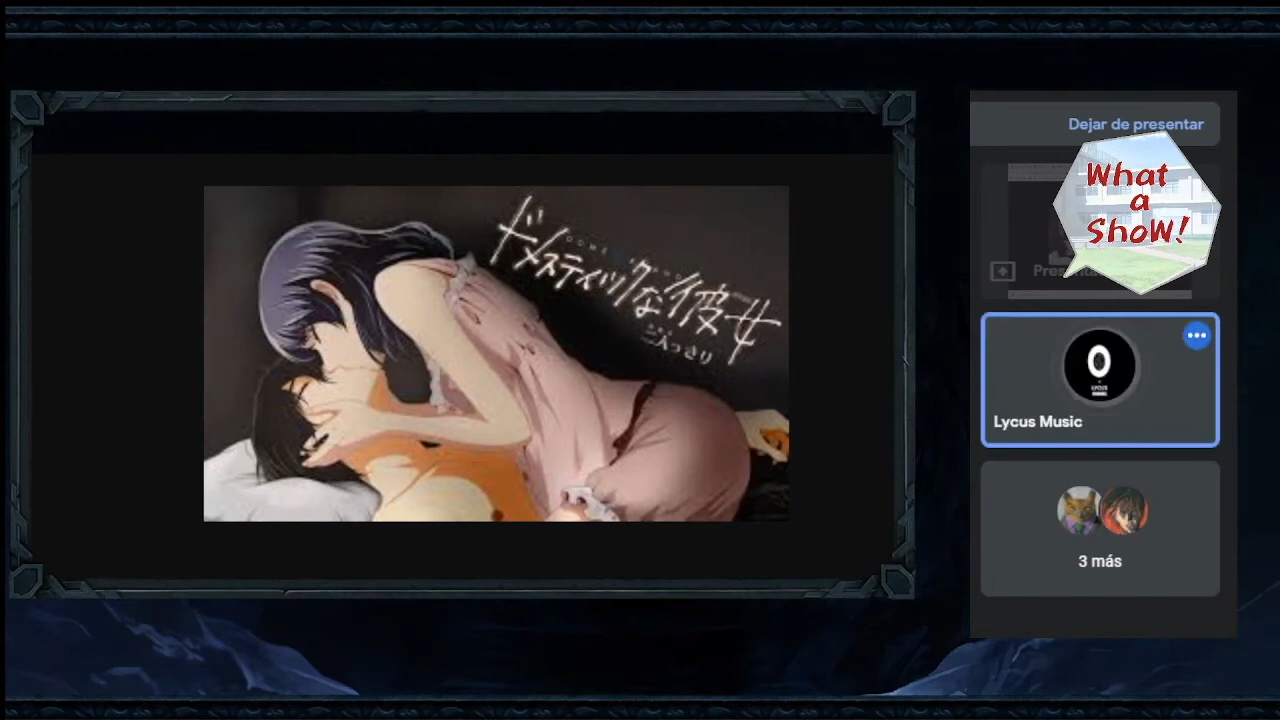 ドメスティックな彼女
二人っきり
Dejar de presentar
What
a
ShoW!
Lycus Music
3 más